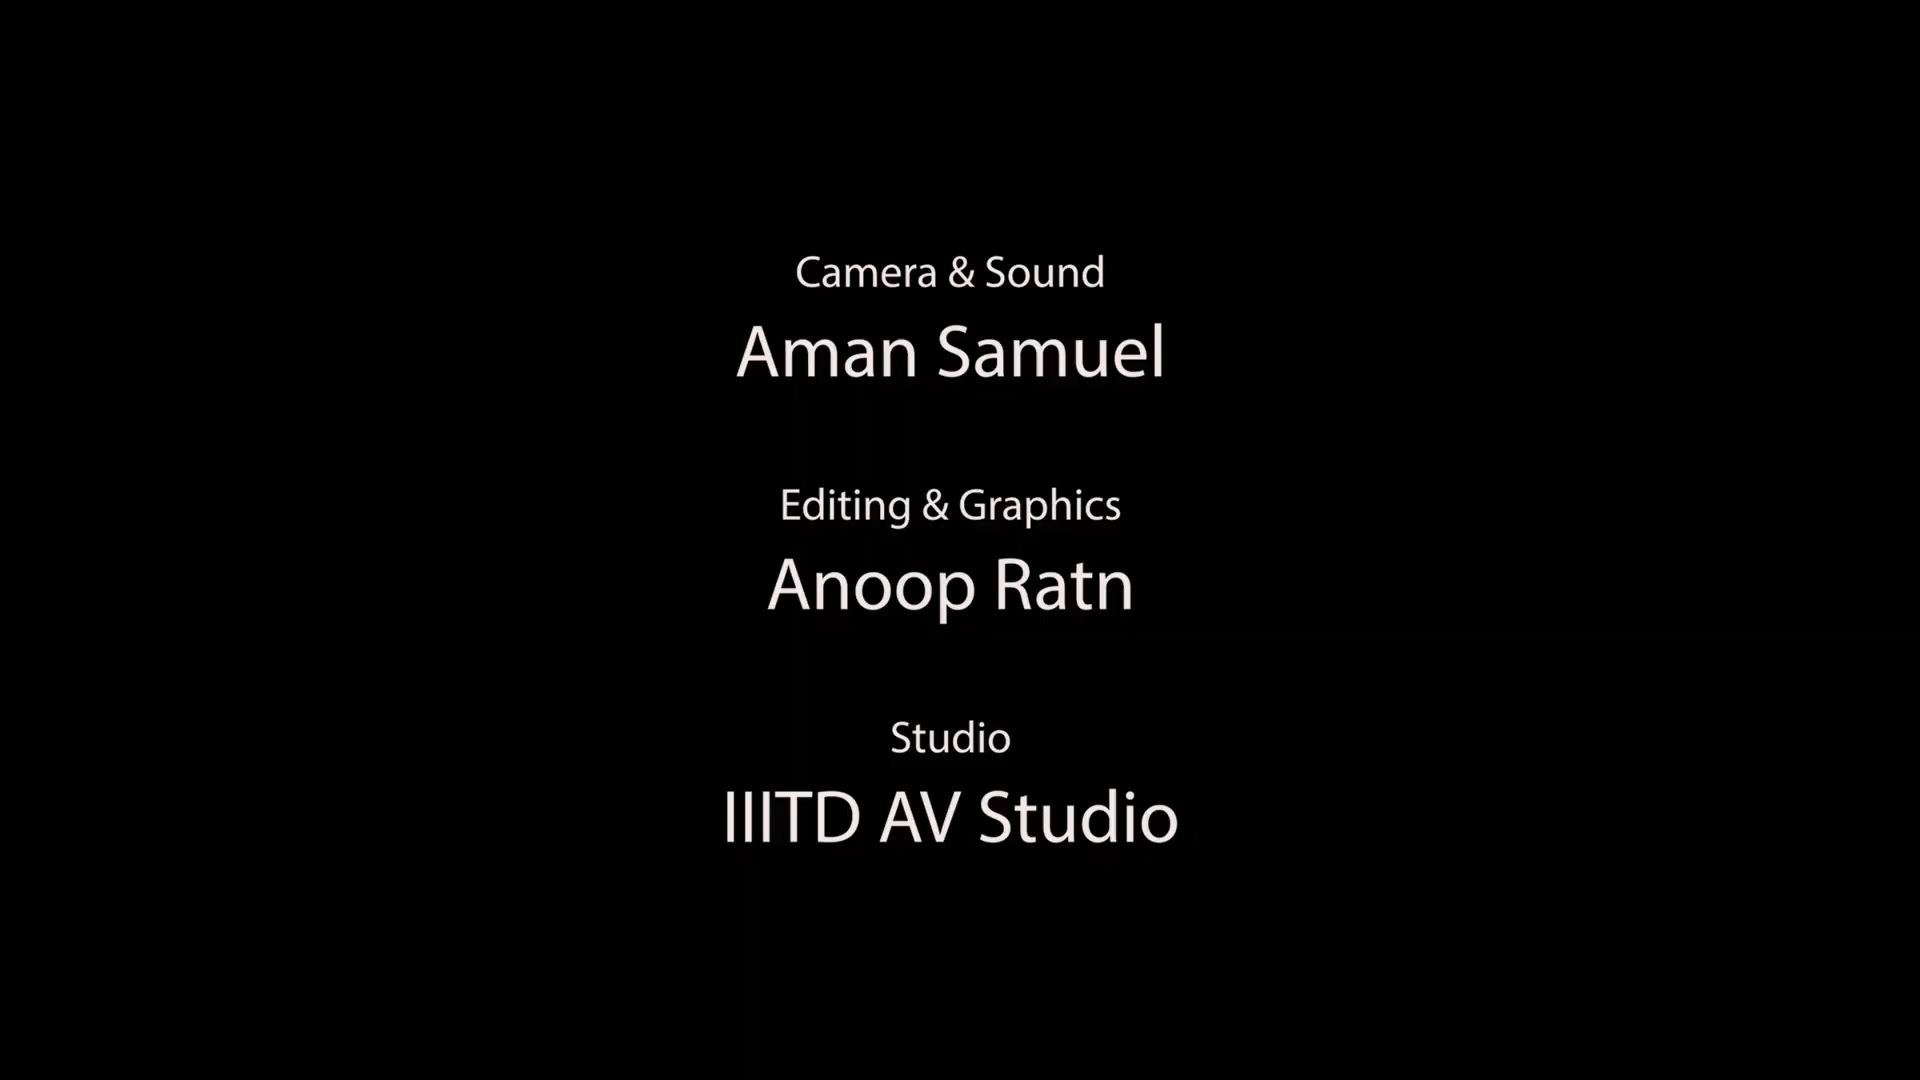 Camera & Sound
Aman Samuel
Editing & Graphics
Anoop Ratn
Studio
IIITD AV Studio